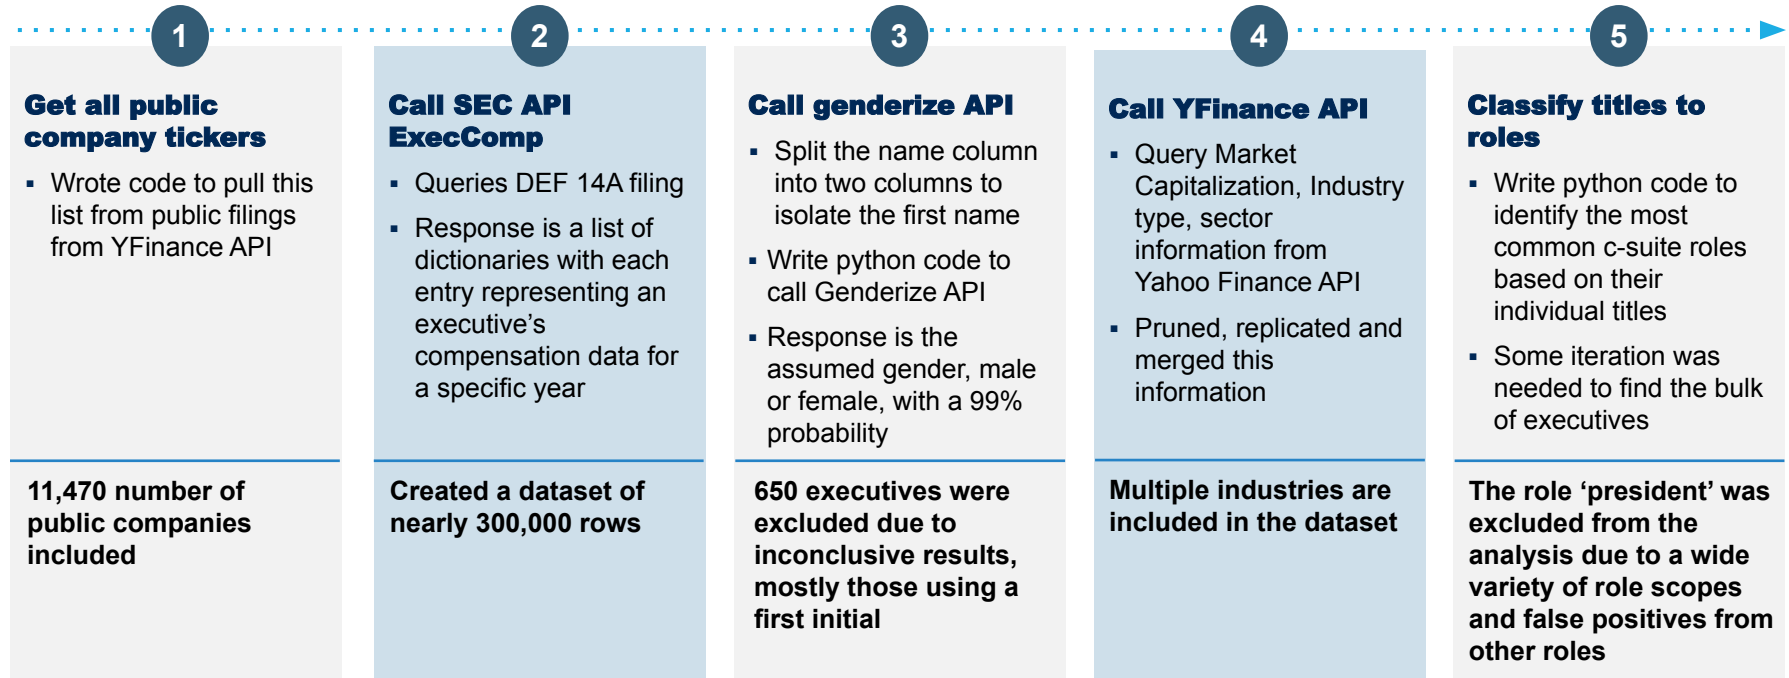 1
Get all public
company tickers
▪ Wrote code to pull this
list from public filings
from YFinance API
11,470 number of
public companies
included
2
Call SEC API
ExecComp
▪ Queries DEF 14A filing
▪ Response is a list of
dictionaries with each
entry representing an
executive’s
compensation data for
a specific year
Created a dataset of
nearly 300,000 rows
3
Call genderize API
▪ Split the name column
into two columns to
isolate the first name
▪ Write python code to
call Genderize API
▪ Response is the
assumed gender, male
or female, with a 99%
probability
650 executives were
excluded due to
inconclusive results,
mostly those using a
first initial
4
Call YFinance API
▪ Query Market
Capitalization, Industry
type, sector
information from
Yahoo Finance API
▪ Pruned, replicated and
merged this
information
Multiple industries are
included in the dataset
5
Classify titles to
roles
▪ Write python code to
identify the most
common c-suite roles
based on their
individual titles
▪ Some iteration was
needed to find the bulk
of executives
The role ‘president’ was
excluded from the
analysis due to a wide
variety of role scopes
and false positives from
other roles